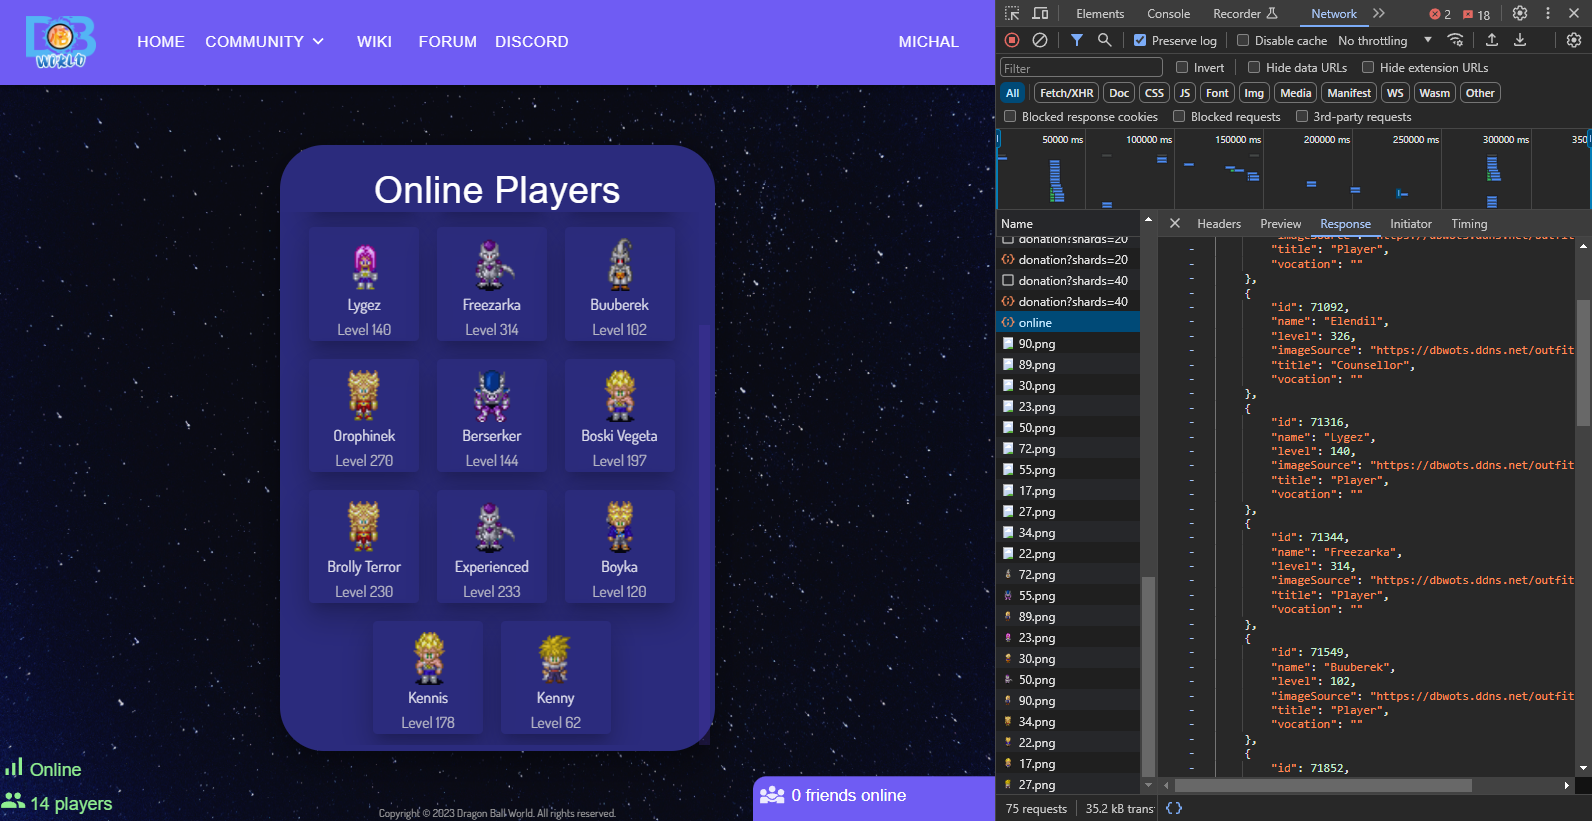 DB
WORLD
HOME
COMMUNITY
WIKI
FORUM
DISCORD
MICHAL
Online Players
Lygez
Level 140
Freezarka
Level 314
Buuberek
Level 102
Orophinek
Level 270
Berserker
Level 144
Boski Vegeta
Level 197
Brolly Terror
Level 230
Experienced
Level 233
Boyka
Level 120
Kennis
Level 178
Kenny
Level 62
Online
14 players
Copyright © 2023 Dragon Ball World. All rights reserved.
0 friends online
Elements
Console
Recorder
Network
2
18
Preserve log
Disable cache
No throttling
Filter
Invert
Hide data URLs
Hide extension URLs
All
Fetch/XHR
Doc
CSS
JS
Font
Img
Media
Manifest
WS
Wasm
Other
Blocked response cookies
Blocked requests
3rd-party requests
50000 ms
100000 ms
150000 ms
200000 ms
250000 ms
300000 ms
350
Name
donation?shards=20
donation?shards=20
donation?shards=40
donation?shards=40
online
90.png
89.png
30.png
23.png
50.png
72.png
55.png
17.png
27.png
34.png
22.png
72.png
55.png
89.png
23.png
30.png
50.png
90.png
34.png
22.png
17.png
27.png
75 requests
35.2 kB trans
Headers
Preview
Response
Initiator
Timing
"imageSource": "https://dbwots.ddns.net/outfit
"title": "Player",
"vocation": ""
},
{
"id": 71092,
"name": "Elendil",
"level": 326,
"imageSource": "https://dbwots.ddns.net/outfit
"title": "Counsellor",
"vocation": ""
},
{
"id": 71316,
"name": "Lygez",
"level": 140,
"imageSource": "https://dbwots.ddns.net/outfit
"title": "Player",
"vocation": ""
},
{
"id": 71344,
"name": "Freezarka",
"level": 314,
"imageSource": "https://dbwots.ddns.net/outfit
"title": "Player",
"vocation": ""
},
{
"id": 71549,
"name": "Buuberek",
"level": 102,
"imageSource": "https://dbwots.ddns.net/outfit
"title": "Player",
"vocation": ""
},
{
"id": 71852,
{}